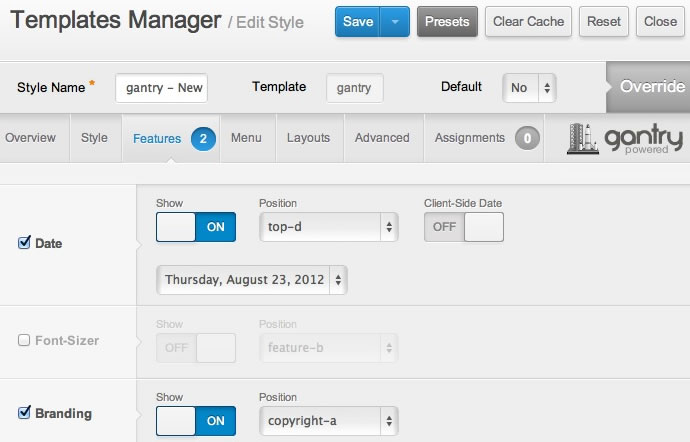 Templates Manager / Edit Style Save Presets Clear Cache Reset Close
Style Name * gantry - New Template gantry Default No Override
Overview Style Features 2 Menu Layouts Advanced Assignments 0 gantry
powered
Show Position Client-Side Date
Date ON top-d OFF
Thursday, August 23, 2012
Show Position
Font-Sizer OFF feature-b
Show Position
Branding ON copyright-a